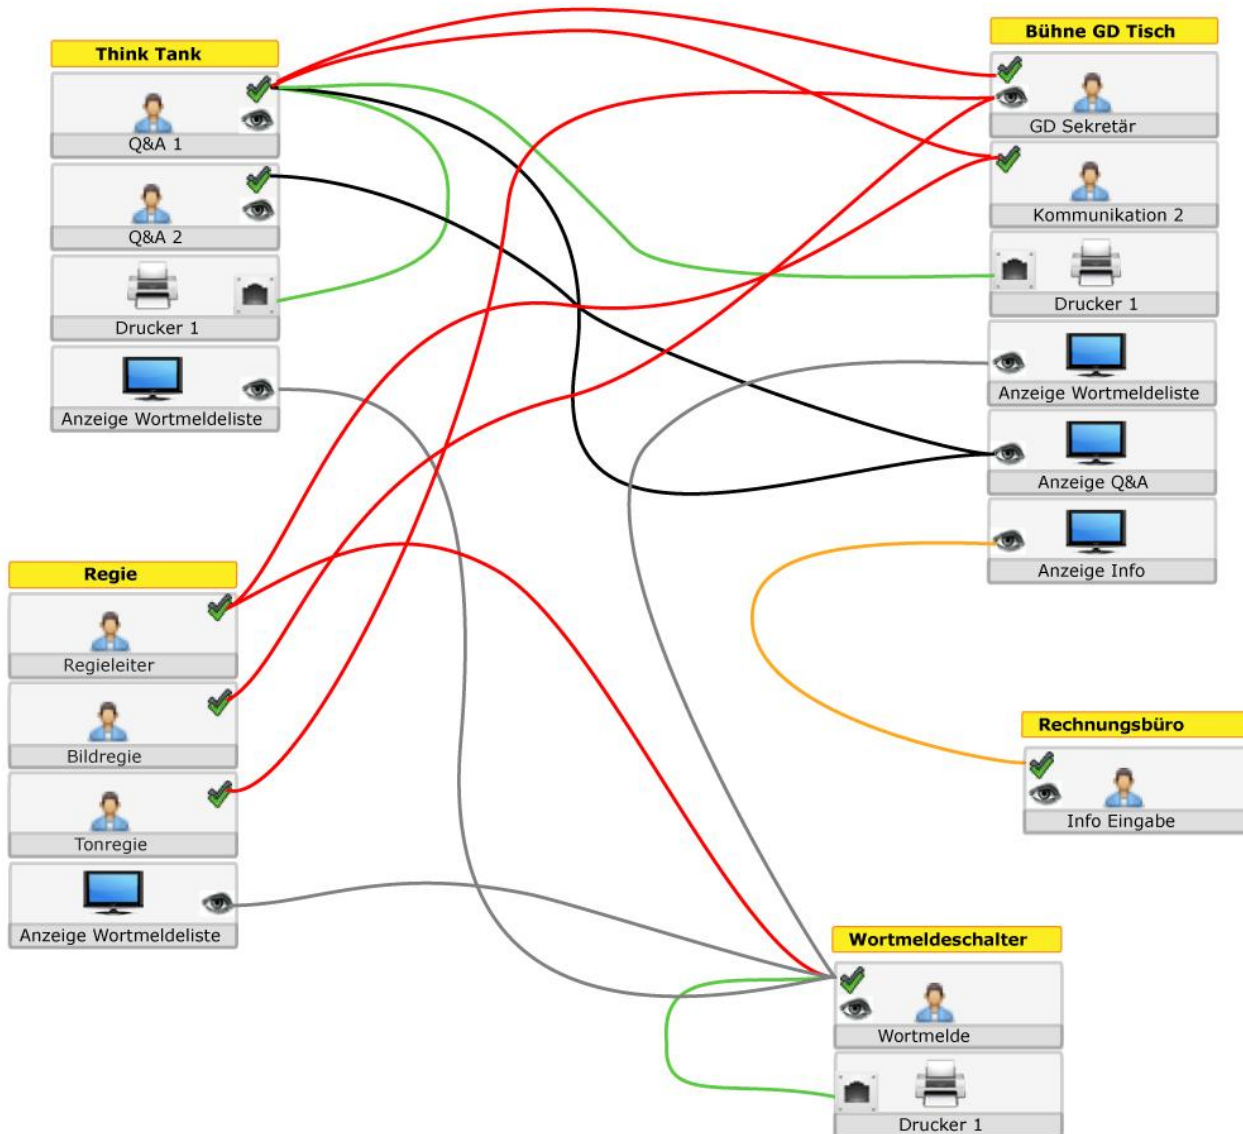 Think Tank
Q&A 1
Q&A 2
Drucker 1
Anzeige Wortmeldeliste
Bühne GD Tisch
GD Sekretär
Kommunikation 2
Drucker 1
Anzeige Wortmeldeliste
Anzeige Q&A
Anzeige Info
Regie
Regieleiter
Bildregie
Tonregie
Anzeige Wortmeldeliste
Rechnungsbüro
Info Eingabe
Wortmeldeschalter
Wortmelde
Drucker 1